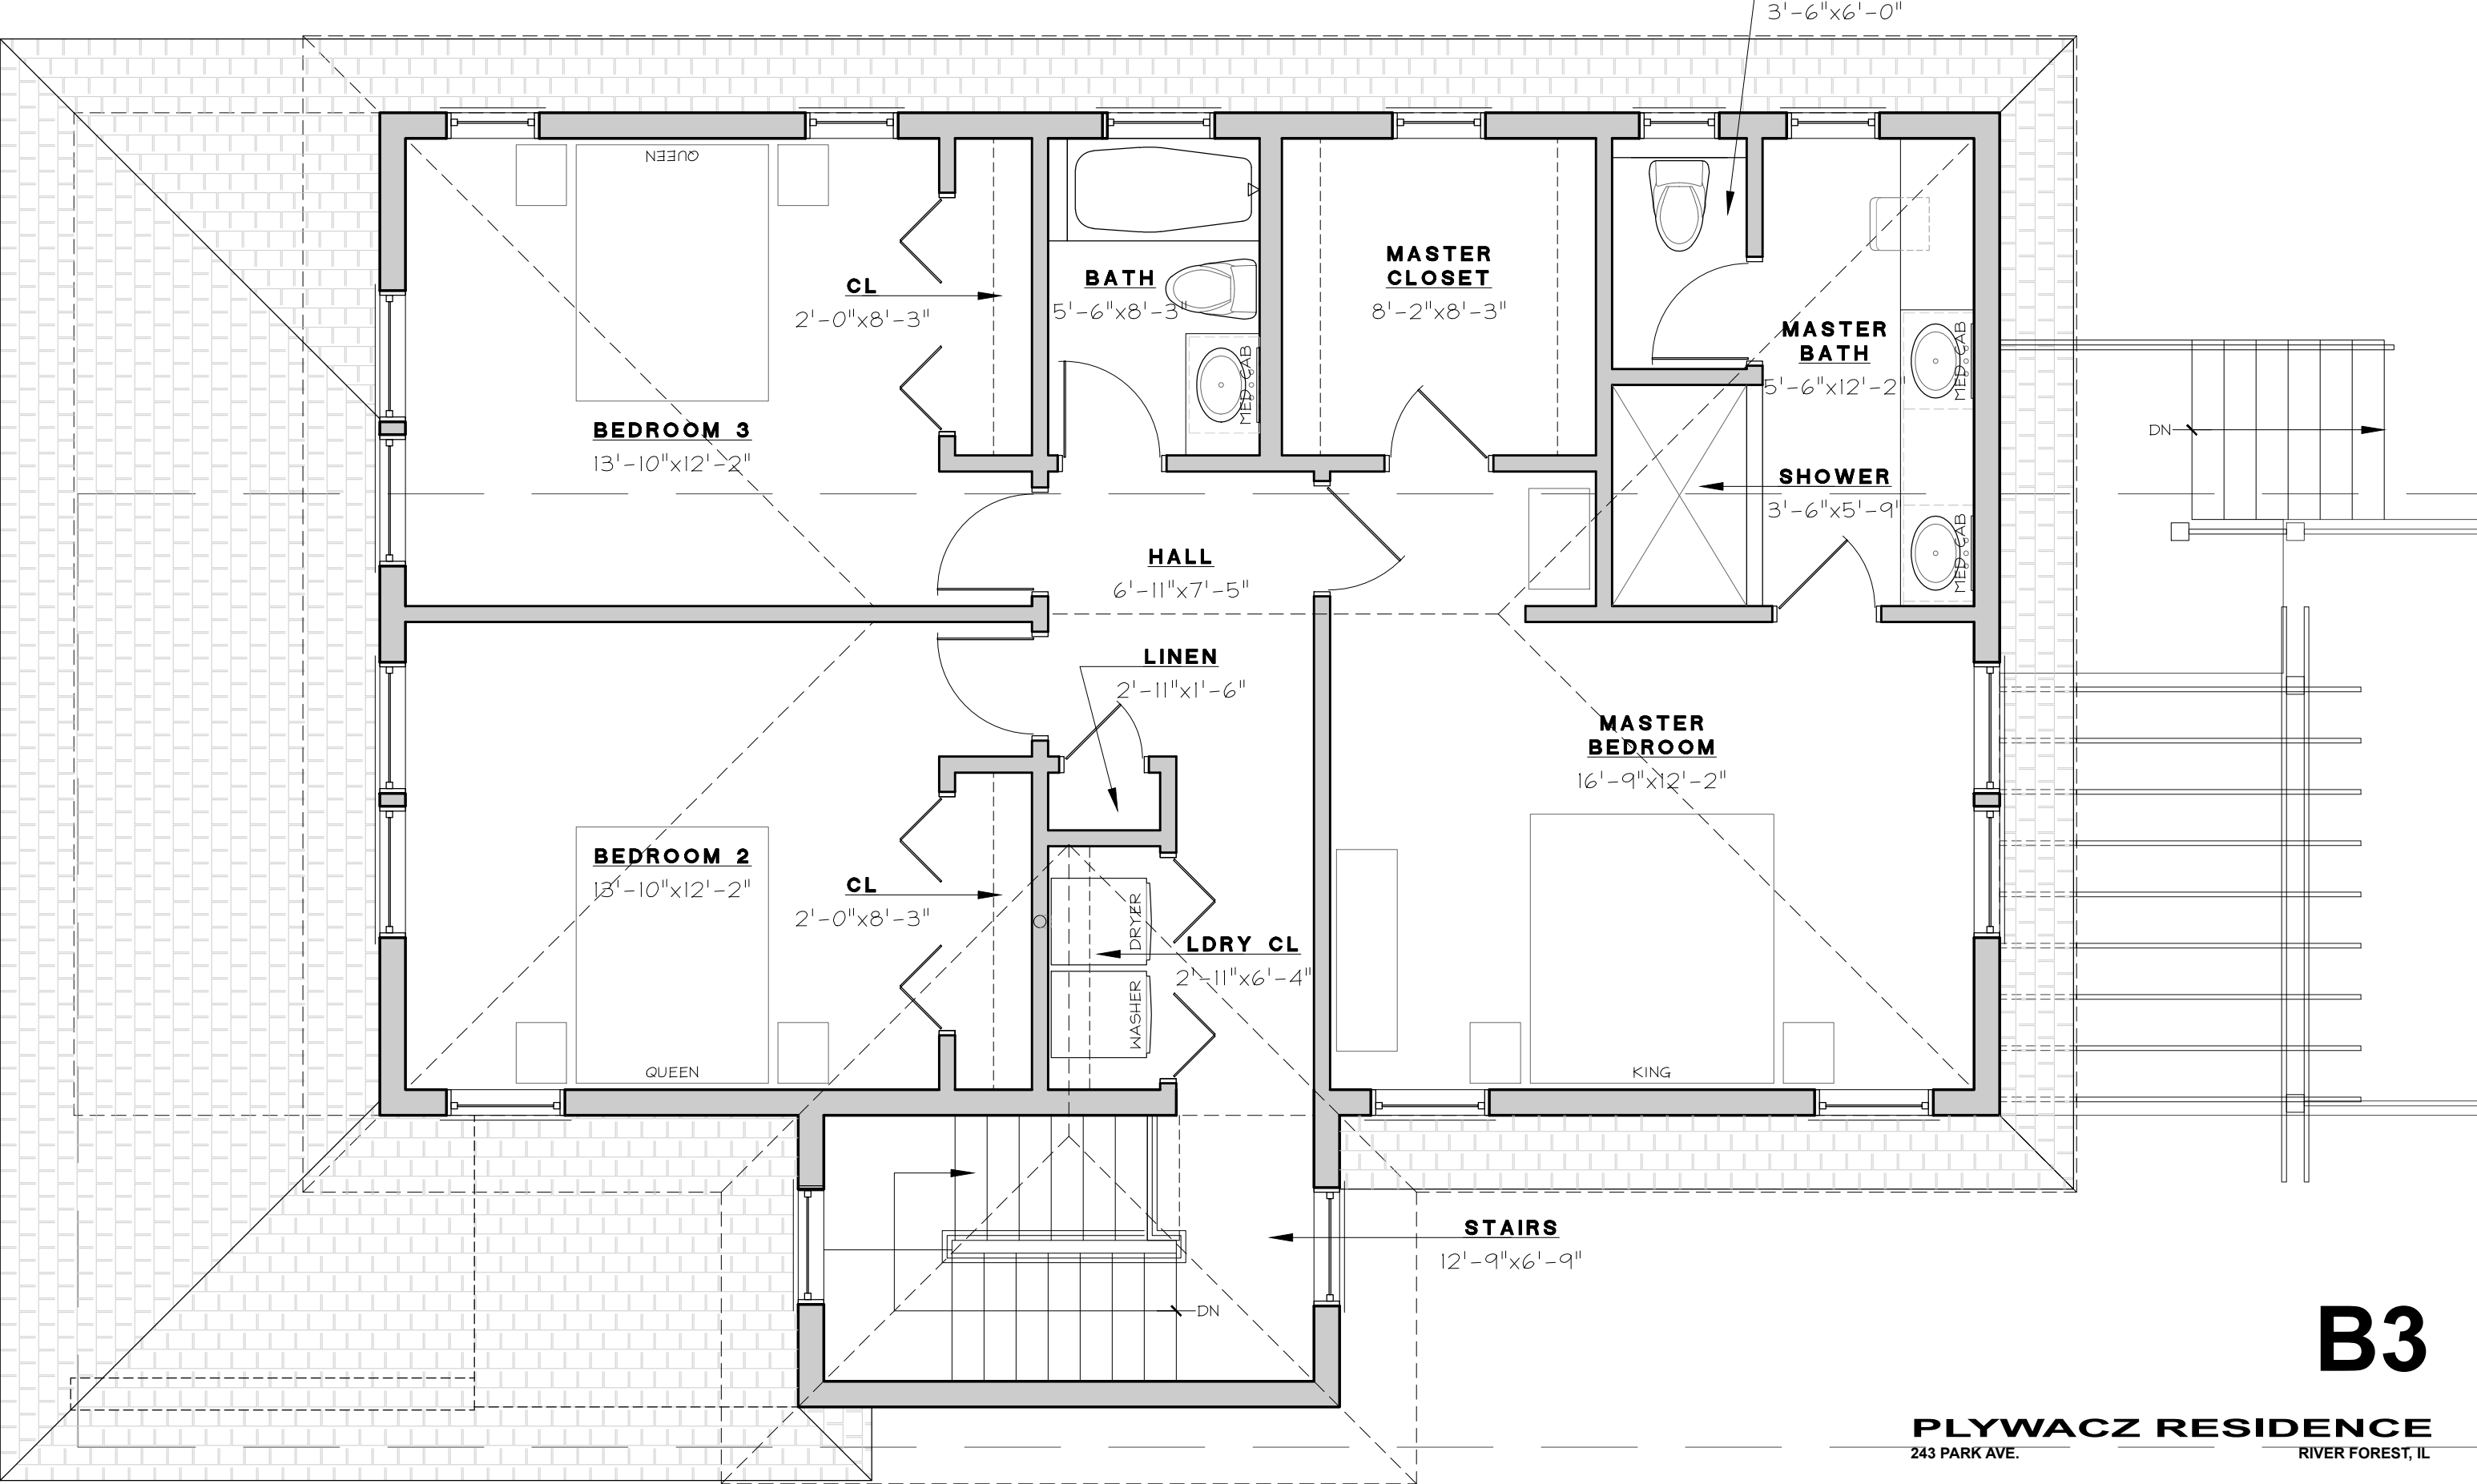 3'-6"x6'-0"
QUEEN
MASTER
CLOSET
8'-2"x8'-3"
BATH
5'-6"x8'-3"
CL
2'-0"x8'-3"
MASTER
BATH
5'-6"x12'-2"
MED CAB
MED CAB
BEDROOM 3
13'-10"x12'-2"
DN
SHOWER
3'-6"x5'-9"
MED CAB
HALL
6'-11"x7'-5"
LINEN
2'-11"x1'-6"
MASTER
BEDROOM
16'-9"x12'-2"
BEDROOM 2
13'-10"x12'-2"
CL
2'-0"x8'-3"
DRYER
LDRY CL
2'-11"x6'-4"
WASHER
QUEEN
KING
STAIRS
12'-9"x6'-9"
DN
B3
PLYWACZ RESIDENCE
243 PARK AVE.
RIVER FOREST, IL